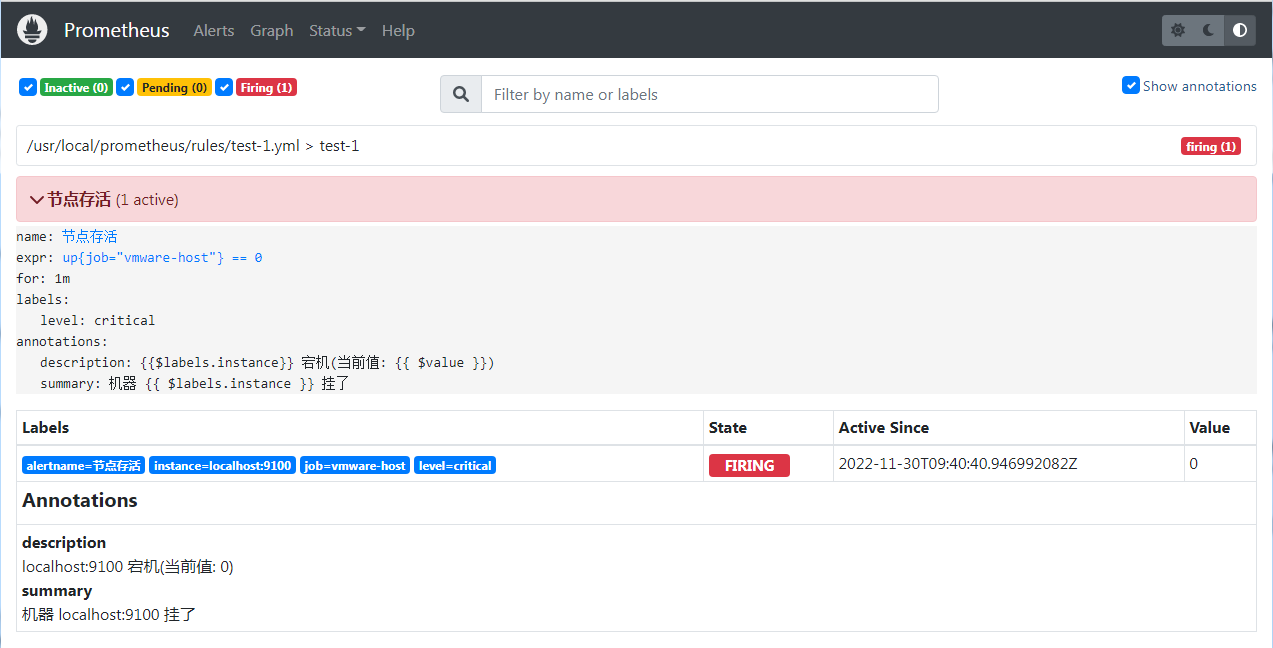 Prometheus Alerts Graph Status Help
Inactive (0) Pending (0) Firing (1) Filter by name or labels Show annotations
/usr/local/prometheus/rules/test-1.yml > test-1 firing (1)
节点存活 (1 active)
name: 节点存活
expr: up{job="vmware-host"} == 0
for: 1m
labels:
level: critical
annotations:
description: {{$labels.instance}} 宕机(当前值: {{ $value }})
summary: 机器 {{ $labels.instance }} 挂了
Labels State Active Since Value
alertname=节点存活 instance=localhost:9100 job=vmware-host level=critical FIRING 2022-11-30T09:40:40.946992082Z 0
Annotations
description
localhost:9100 宕机(当前值: 0)
summary
机器 localhost:9100 挂了